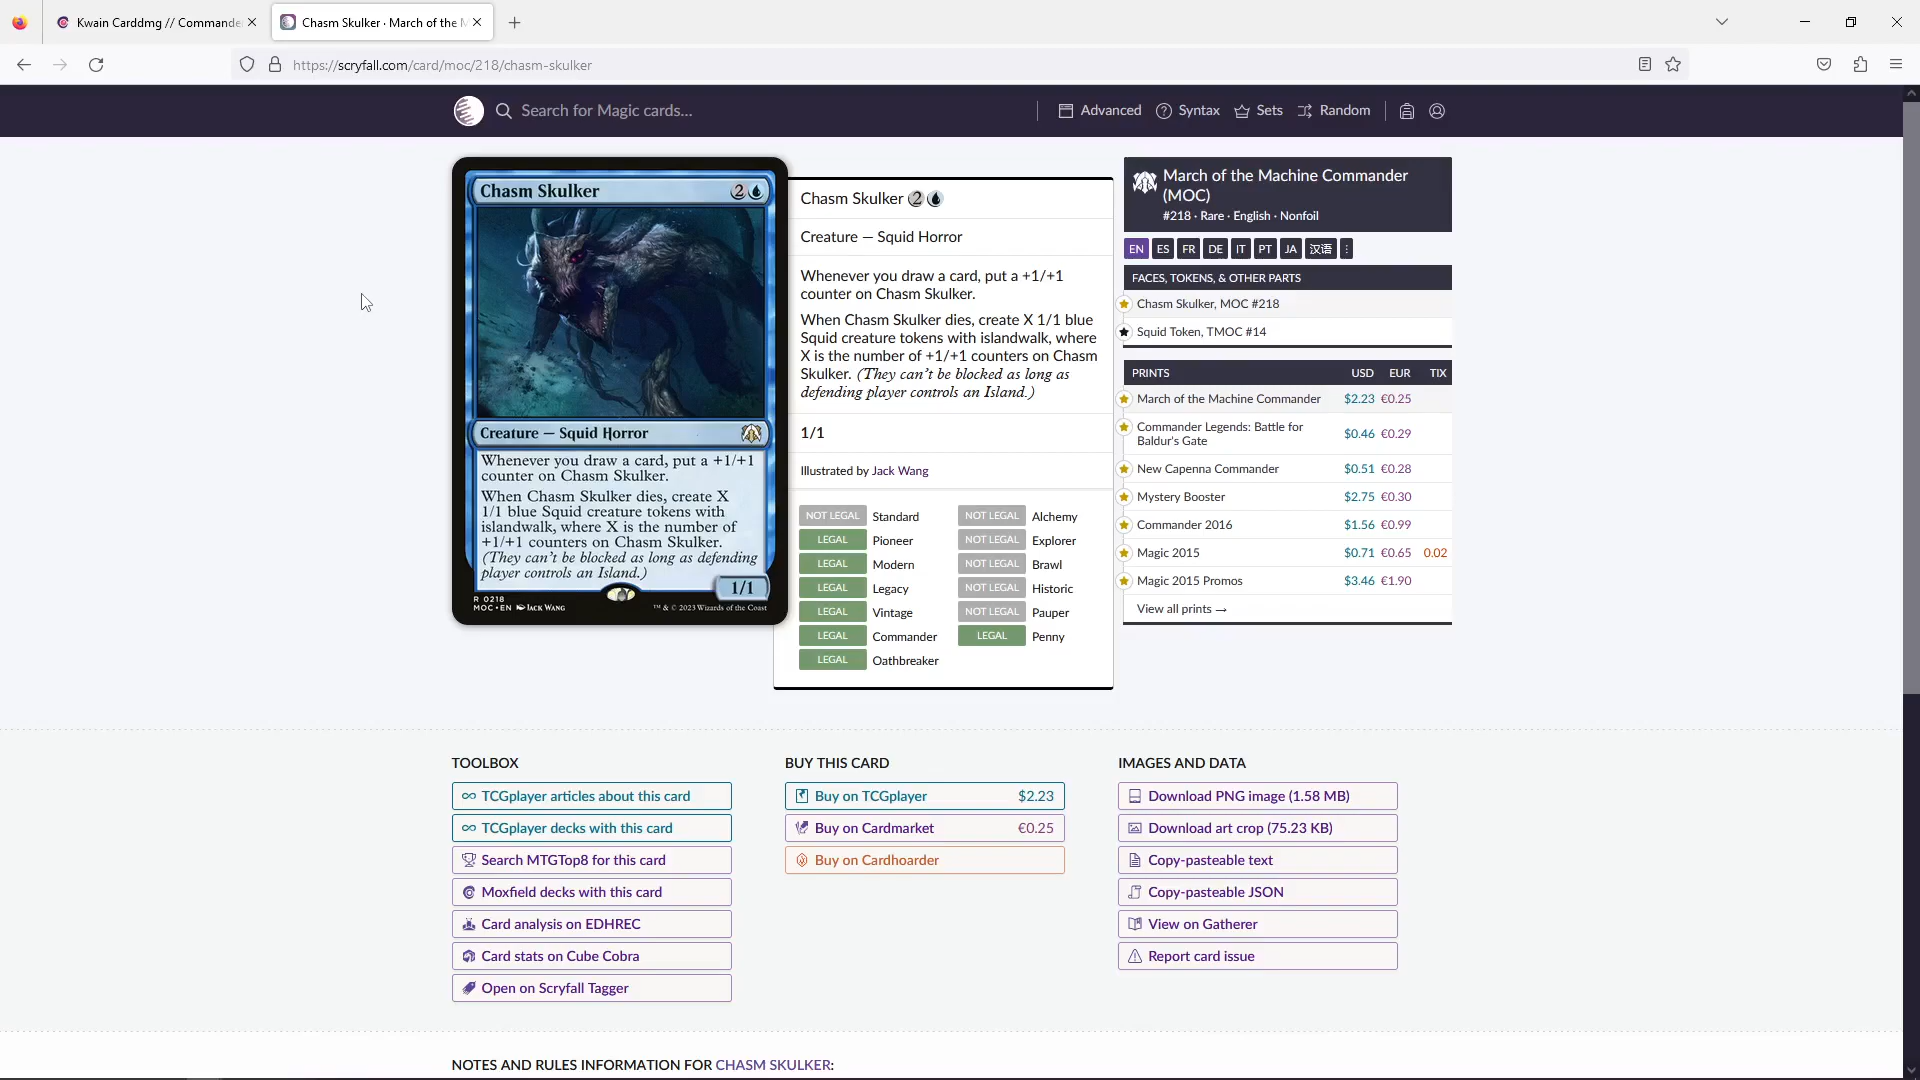 Kwain Carddmg // Commande
Chasm Skulker · March of the M
https://scryfall.com/card/moc/218/chasm-skulker
Search for Magic cards...
Advanced
Syntax
Sets
Random
Chasm Skulker 2
Creature — Squid Horror
Whenever you draw a card, put a +1/+1
counter on Chasm Skulker.
When Chasm Skulker dies, create X
1/1 blue Squid creature tokens with
islandwalk, where X is the number of
+1/+1 counters on Chasm Skulker.
(They can't be blocked as long as defending
player controls an Island.)
1/1
R 0218
MOC • EN JACK WANG
™ & © 2023 Wizards of the Coast
Chasm Skulker 2
Creature — Squid Horror
Whenever you draw a card, put a +1/+1
counter on Chasm Skulker.
When Chasm Skulker dies, create X 1/1 blue
Squid creature tokens with islandwalk, where
X is the number of +1/+1 counters on Chasm
Skulker. (They can't be blocked as long as
defending player controls an Island.)
1/1
Illustrated by Jack Wang
NOT LEGAL Standard NOT LEGAL Alchemy
LEGAL Pioneer NOT LEGAL Explorer
LEGAL Modern NOT LEGAL Brawl
LEGAL Legacy NOT LEGAL Historic
LEGAL Vintage NOT LEGAL Pauper
LEGAL Commander LEGAL Penny
LEGAL Oathbreaker
March of the Machine Commander
(MOC)
#218 · Rare · English · Nonfoil
EN ES FR DE IT PT JA 汉语 ⋮
FACES, TOKENS, & OTHER PARTS
Chasm Skulker, MOC #218
Squid Token, TMOC #14
PRINTS USD EUR TIX
March of the Machine Commander $2.23 €0.25
Commander Legends: Battle for
Baldur's Gate $0.46 €0.29
New Capenna Commander $0.51 €0.28
Mystery Booster $2.75 €0.30
Commander 2016 $1.56 €0.99
Magic 2015 $0.71 €0.65 0.02
Magic 2015 Promos $3.46 €1.90
View all prints →
TOOLBOX
TCGplayer articles about this card
TCGplayer decks with this card
Search MTGTop8 for this card
Moxfield decks with this card
Card analysis on EDHREC
Card stats on Cube Cobra
Open on Scryfall Tagger
BUY THIS CARD
Buy on TCGplayer $2.23
Buy on Cardmarket €0.25
Buy on Cardhoarder
IMAGES AND DATA
Download PNG image (1.58 MB)
Download art crop (75.23 KB)
Copy-pasteable text
Copy-pasteable JSON
View on Gatherer
Report card issue
NOTES AND RULES INFORMATION FOR CHASM SKULKER: